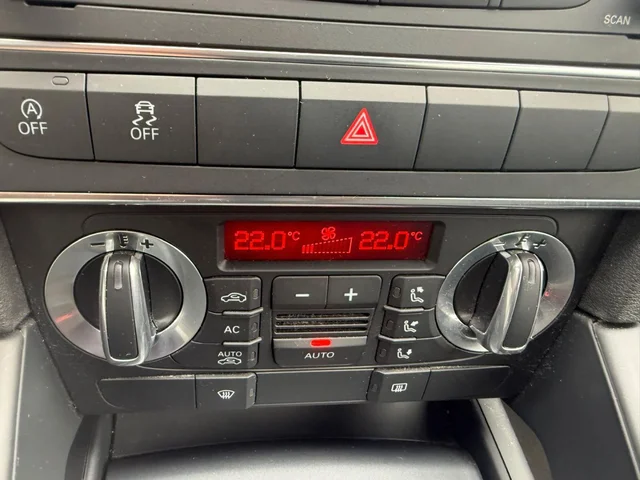 SCAN
A
OFF
OFF
22.0°C 22.0°C
- +
- +
AC
AUTO
AUTO